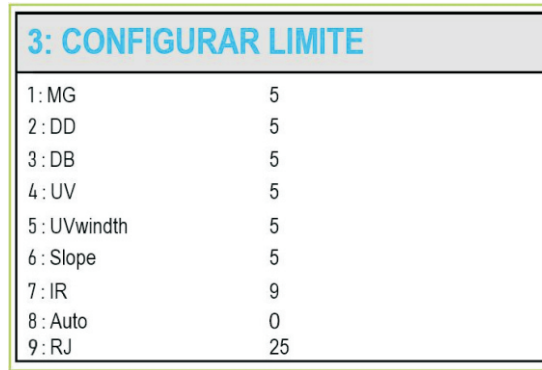 3: CONFIGURAR LIMITE
1 : MG 5
2 : DD 5
3 : DB 5
4 : UV 5
5 : UVwindth 5
6 : Slope 5
7 : IR 9
8 : Auto 0
9 : RJ 25